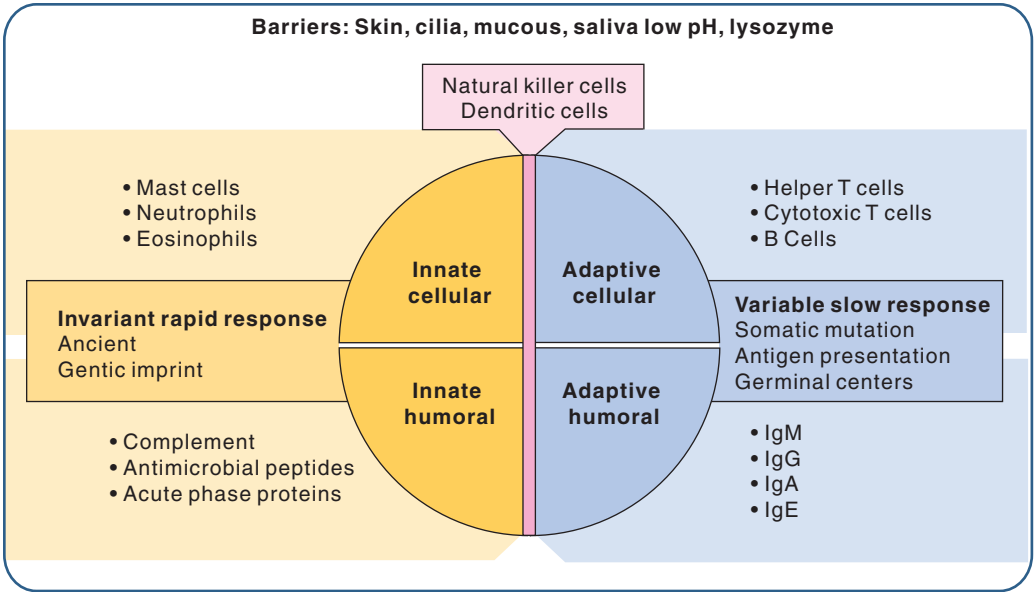 Barriers: Skin, cilia, mucous, saliva low pH, lysozyme
Natural killer cells
Dendritic cells
• Mast cells
• Neutrophils
• Eosinophils
• Helper T cells
• Cytotoxic T cells
• B Cells
Innate
cellular
Adaptive
cellular
Invariant rapid response
Ancient
Gentic imprint
Variable slow response
Somatic mutation
Antigen presentation
Germinal centers
Innate
humoral
Adaptive
humoral
• Complement
• Antimicrobial peptides
• Acute phase proteins
• IgM
• IgG
• IgA
• IgE